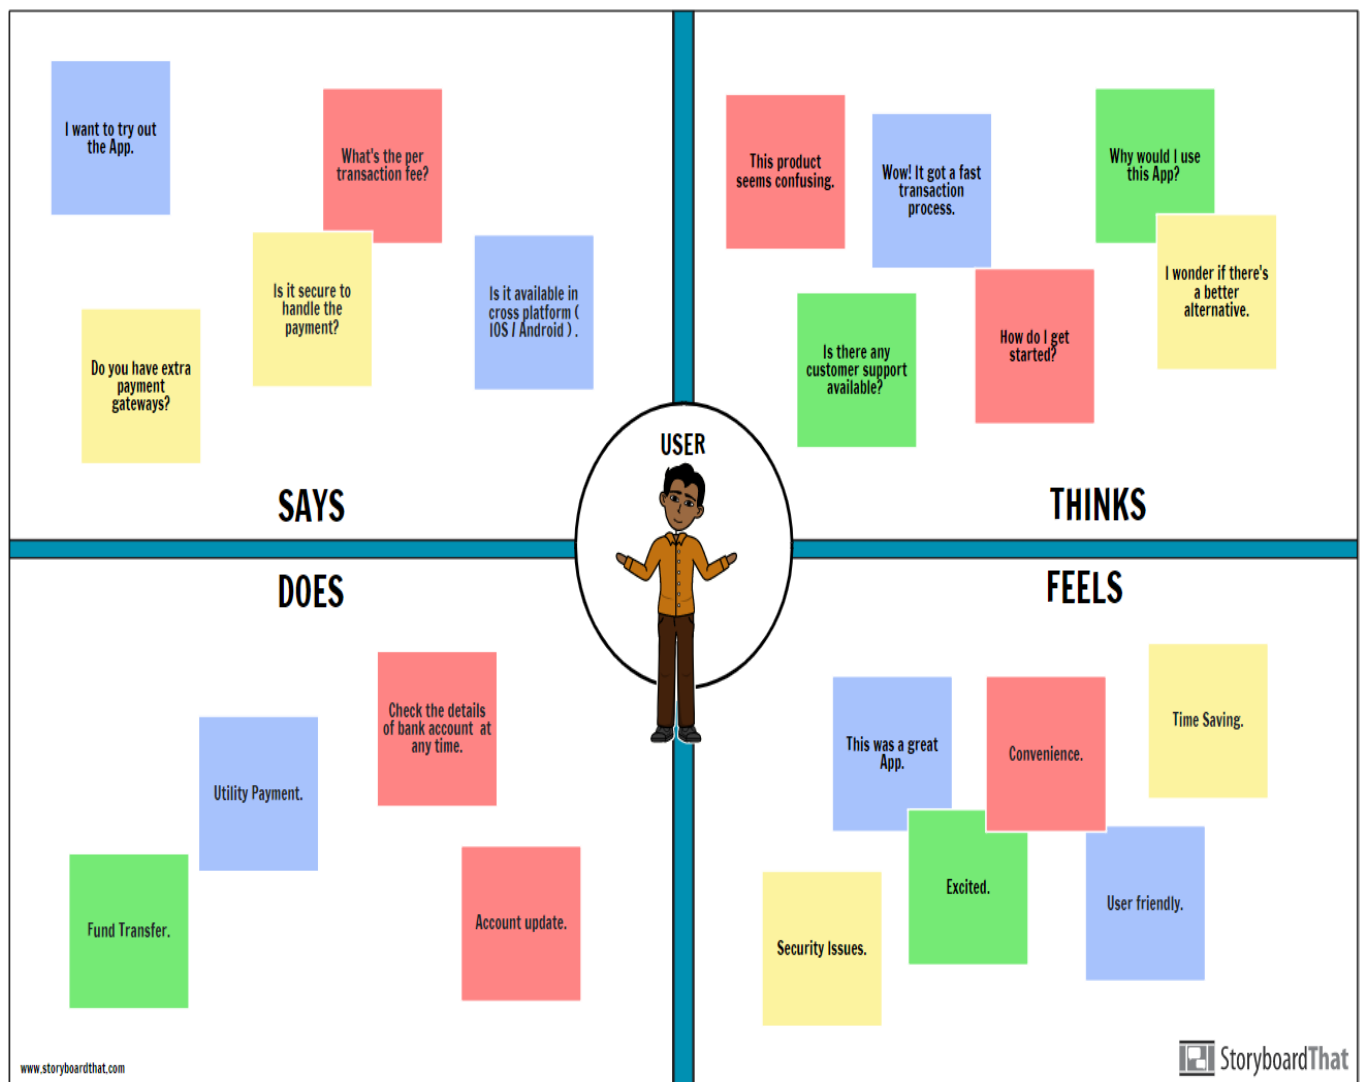 I want to try out
the App.
What's the per
transaction fee?
Is it secure to
handle the
payment?
Is it available in
cross platform (
IOS / Android ) .
Do you have extra
payment
gateways?
SAYS
This product
seems confusing.
Wow! It got a fast
transaction
process.
Why would I use
this App?
I wonder if there's
a better
alternative.
Is there any
customer support
available?
How do I get
started?
THINKS
USER
DOES
Check the details
of bank account at
any time.
Utility Payment.
Fund Transfer.
Account update.
FEELS
This was a great
App.
Convenience.
Time Saving.
Excited.
User friendly.
Security Issues.
www.storyboardthat.com
StoryboardThat